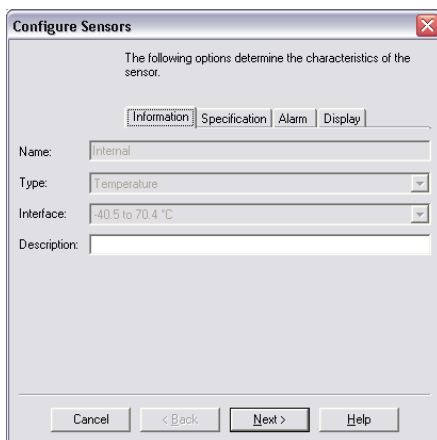 Configure Sensors
The following options determine the characteristics of the
sensor.
Information Specification Alarm Display
Name: Internal
Type: Temperature
Interface: -40.5 to 70.4 °C
Description:
Cancel < Back Next > Help